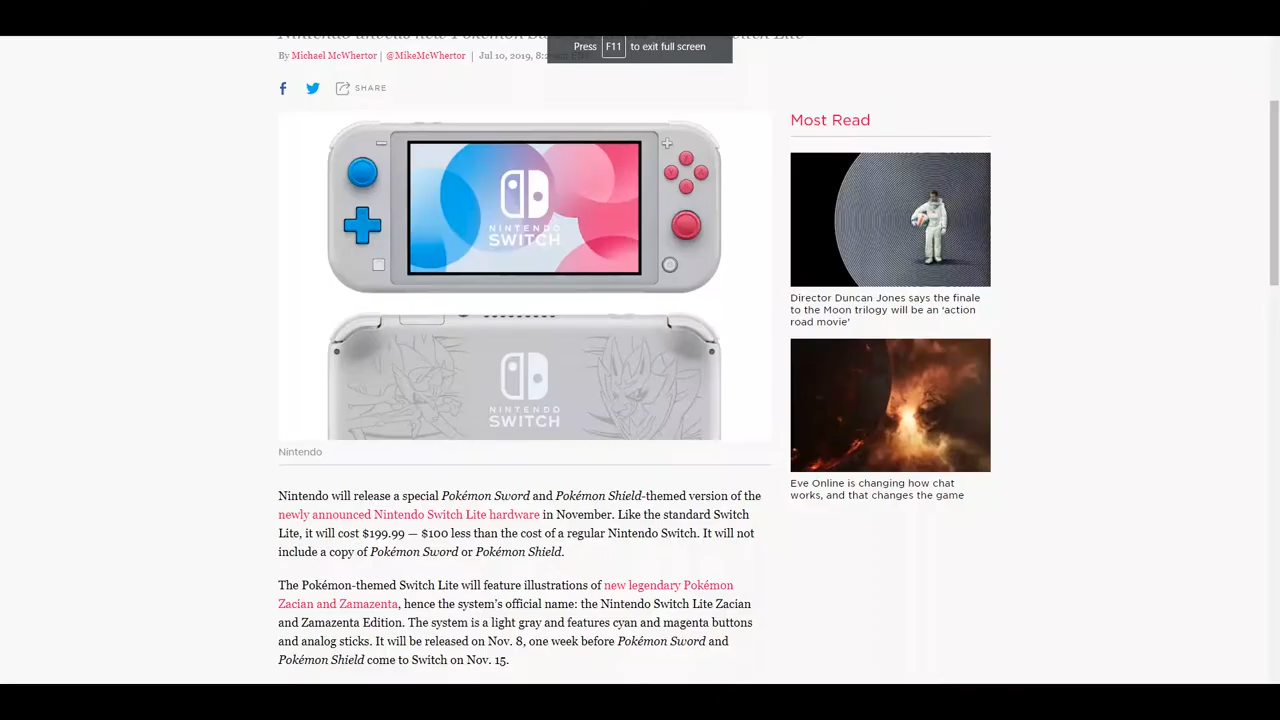 Press F11 to exit full screen
By Michael McWhertor | @MikeMcWhertor | Jul 10, 2019,
SHARE
NINTENDO
SWITCH
NINTENDO
SWITCH
Nintendo
Nintendo will release a special Pokémon Sword and Pokémon Shield-themed version of the
newly announced Nintendo Switch Lite hardware in November. Like the standard Switch
Lite, it will cost $199.99 — $100 less than the cost of a regular Nintendo Switch. It will not
include a copy of Pokémon Sword or Pokémon Shield.
The Pokémon-themed Switch Lite will feature illustrations of new legendary Pokémon
Zacian and Zamazenta, hence the system’s official name: the Nintendo Switch Lite Zacian
and Zamazenta Edition. The system is a light gray and features cyan and magenta buttons
and analog sticks. It will be released on Nov. 8, one week before Pokémon Sword and
Pokémon Shield come to Switch on Nov. 15.
Most Read
Director Duncan Jones says the finale
to the Moon trilogy will be an ‘action
road movie’
Eve Online is changing how chat
works, and that changes the game